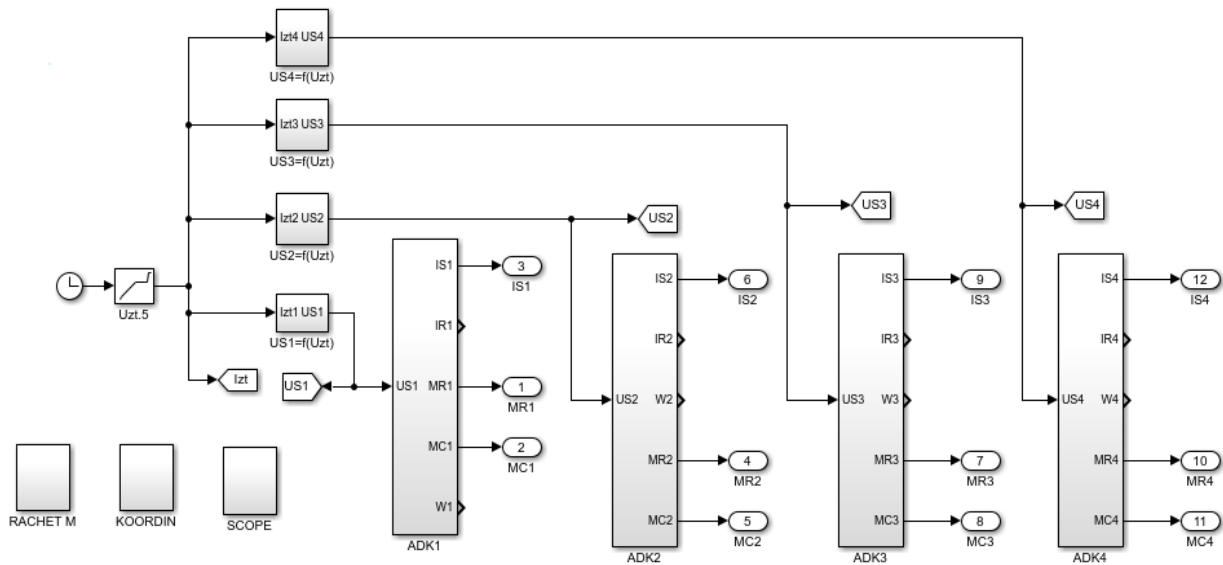 Izt4 US4
US4=f(Uzt)
Izt3 US3
US3=f(Uzt)
Izt2 US2
US2=f(Uzt)
US2
US3
US4
Uzt.5
Izt1 US1
US1=f(Uzt)
Izt
US1
US1
IS1
IR1
MR1
MC1
W1
ADK1
3
IS1
1
MR1
2
MC1
US2
IS2
IR2
W2
MR2
MC2
ADK2
6
IS2
4
MR2
5
MC2
US3
IS3
IR3
W3
MR3
MC3
ADK3
9
IS3
7
MR3
8
MC3
US4
IS4
IR4
W4
MR4
MC4
ADK4
12
IS4
10
MR4
11
MC4
RACHET M
KOORDIN
SCOPE